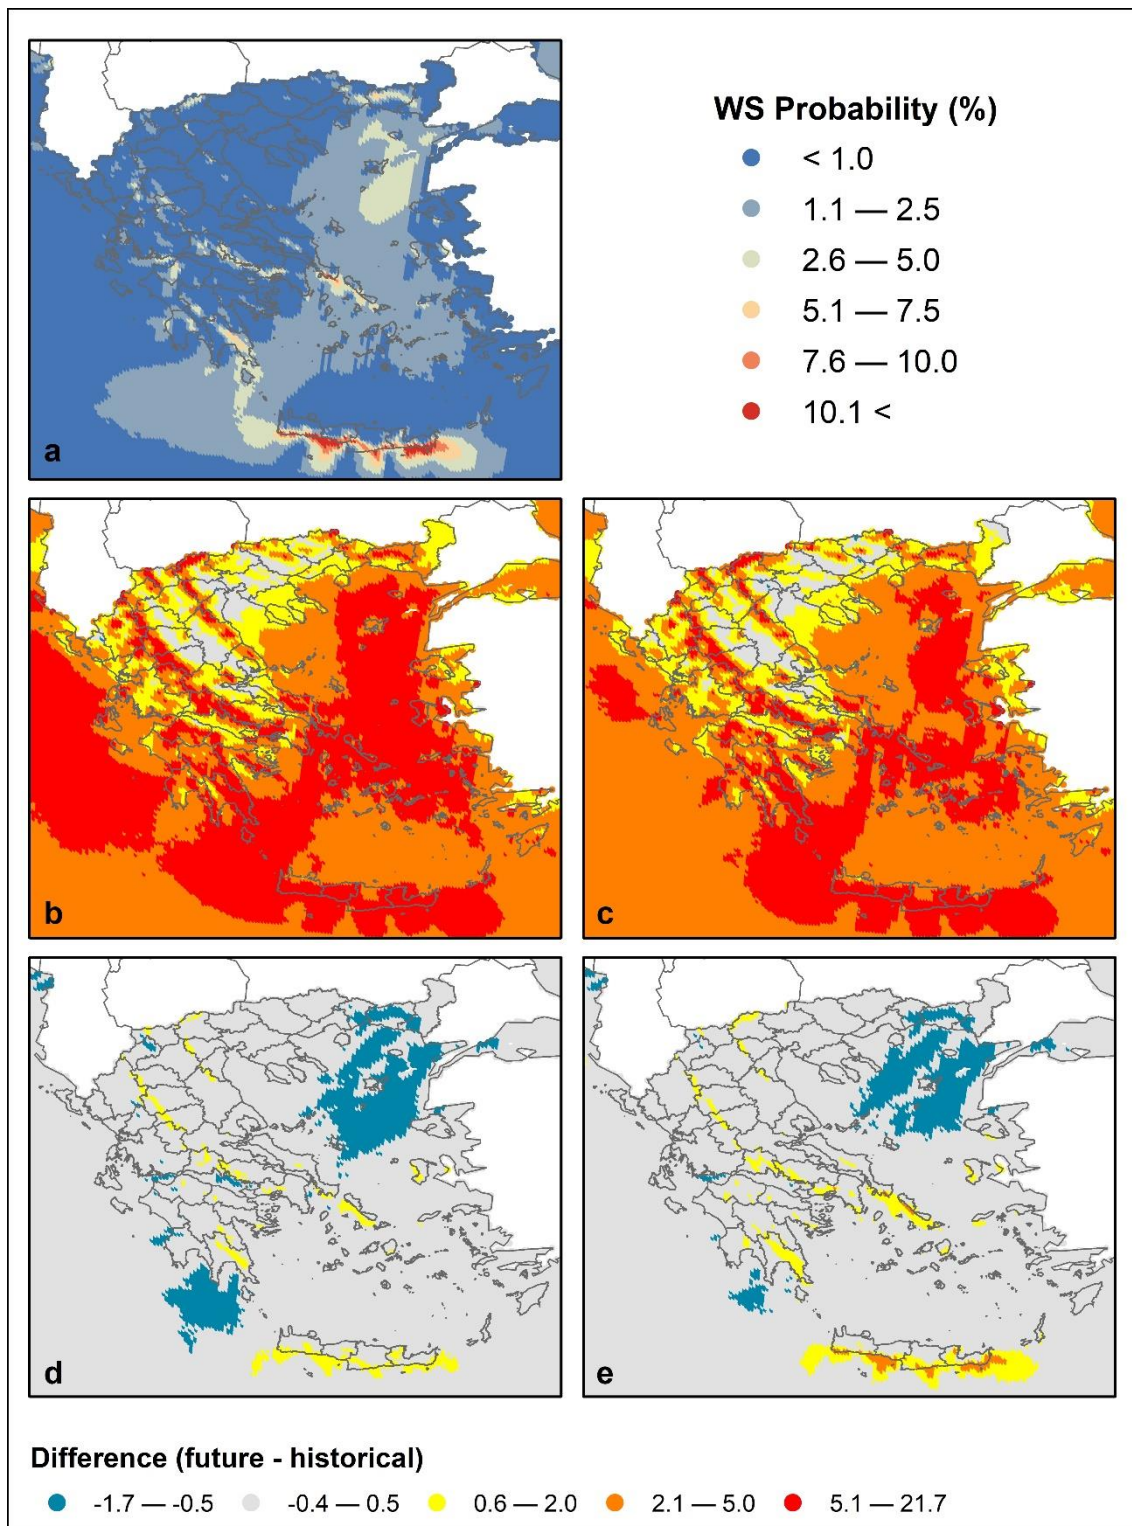 WS Probability (%)
< 1.0
1.1 — 2.5
2.6 — 5.0
5.1 — 7.5
7.6 — 10.0
10.1 <
a
b
c
d
e
Difference (future - historical)
-1.7 — -0.5 -0.4 — 0.5 0.6 — 2.0 2.1 — 5.0 5.1 — 21.7